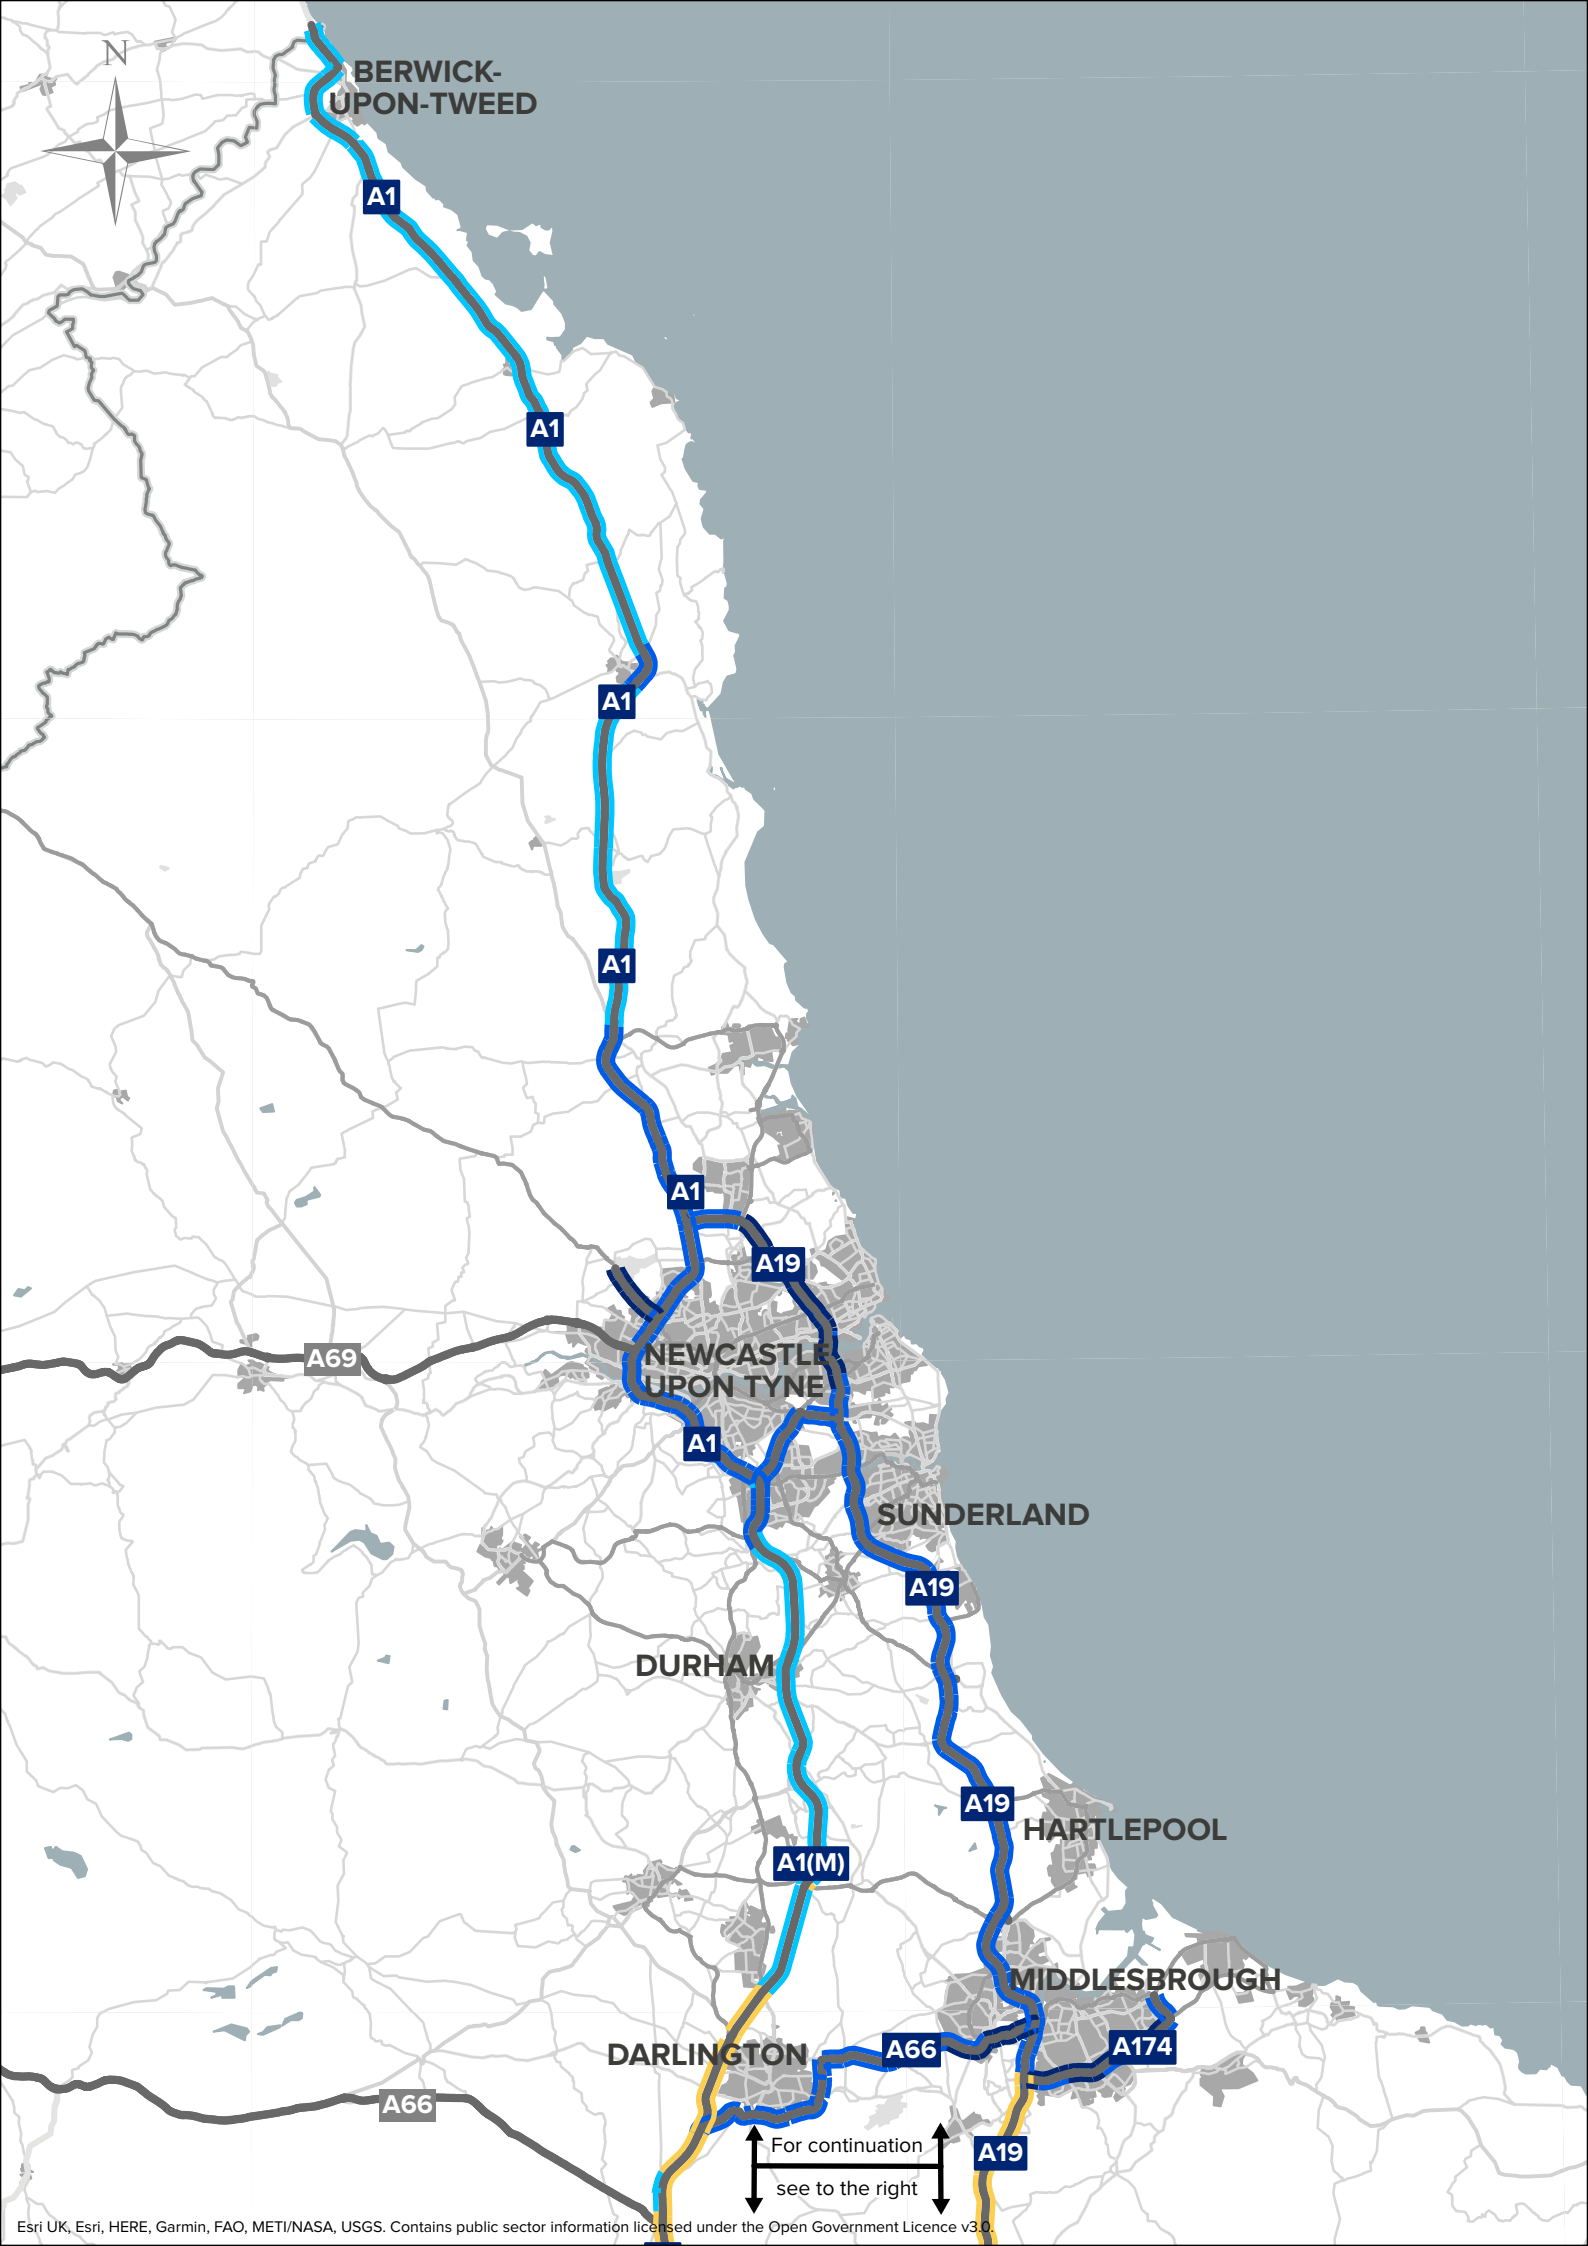 N
BERWICK-
UPON-TWEED
A1
A1
A1
A1
A1
A19
A69
NEWCASTLE
UPON TYNE
A1
SUNDERLAND
A19
DURHAM
A19
HARTLEPOOL
A1(M)
MIDDLESBROUGH
A66
A174
DARLINGTON
A66
For continuation
A19
see to the right
Esri UK, Esri, HERE, Garmin, FAO, METI/NASA, USGS. Contains public sector information licensed under the Open Government Licence v3.0.